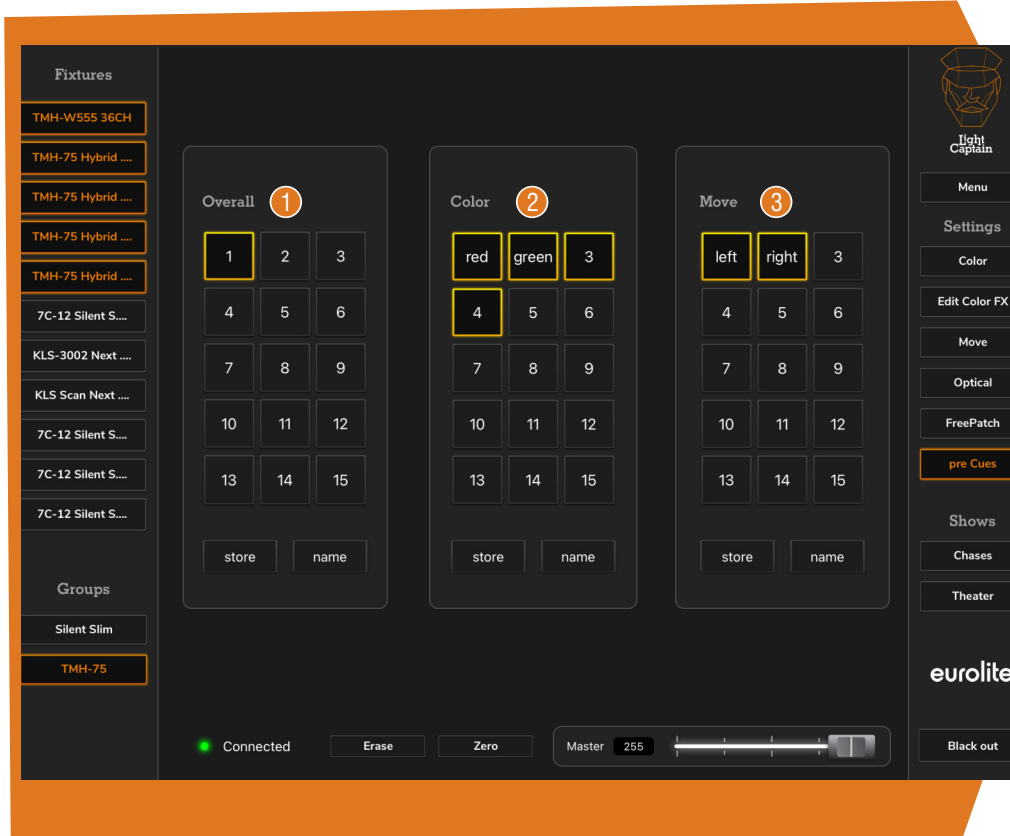 Fixtures
TMH-W555 36CH
TMH-75 Hybrid ....
TMH-75 Hybrid ....
TMH-75 Hybrid ....
TMH-75 Hybrid ....
7C-12 Silent S....
KLS-3002 Next ....
KLS Scan Next ....
7C-12 Silent S....
7C-12 Silent S....
7C-12 Silent S....
Groups
Silent Slim
TMH-75
Overall 1
1 2 3
4 5 6
7 8 9
10 11 12
13 14 15
store name
Color 2
red green 3
4 5 6
7 8 9
10 11 12
13 14 15
store name
Move 3
left right 3
4 5 6
7 8 9
10 11 12
13 14 15
store name
Connected Erase Zero Master 255
Light
Captain
Menu
Settings
Color
Edit Color FX
Move
Optical
FreePatch
pre Cues
Shows
Chases
Theater
eurolite
Black out